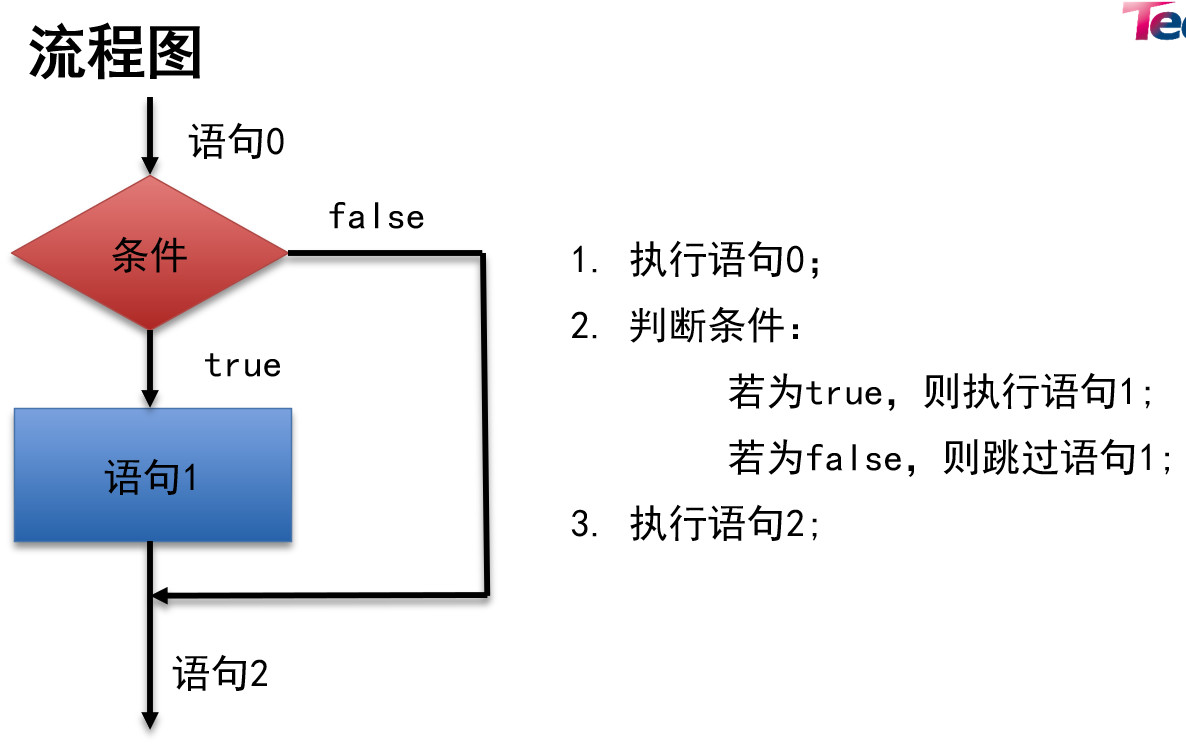 流程图
语句0
条件
false
true
语句1
语句2
1. 执行语句0;
2. 判断条件:
若为true，则执行语句1;
若为false，则跳过语句1;
3. 执行语句2;